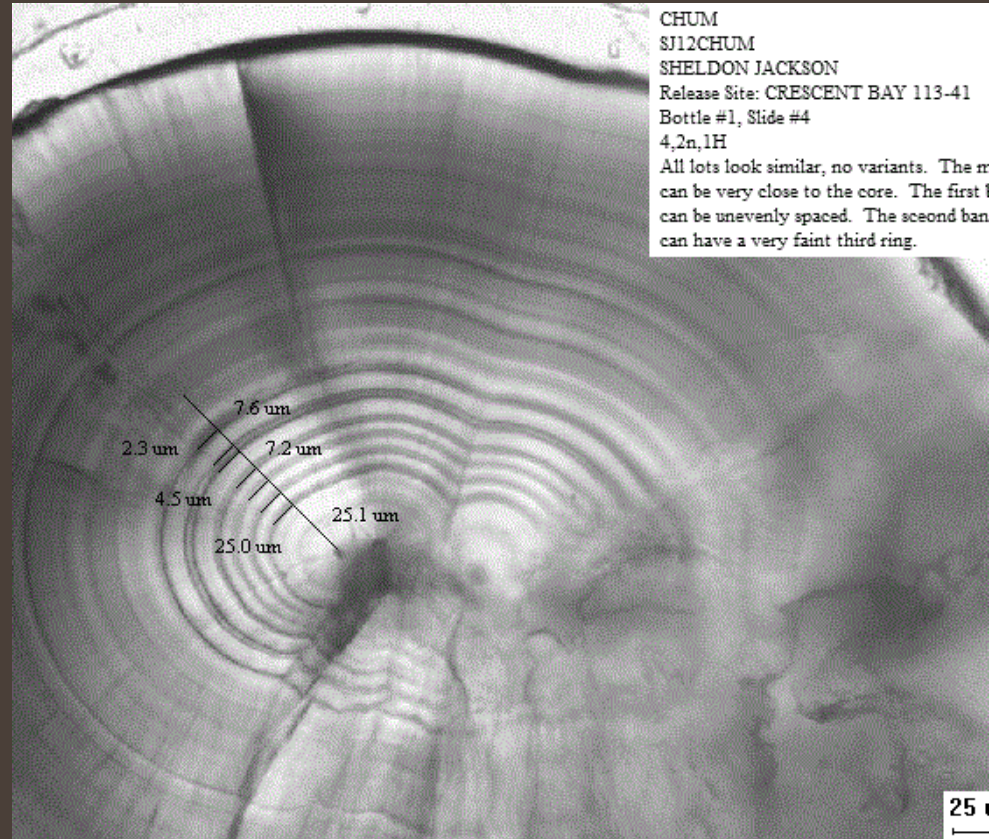 CHUM
SJ12CHUM
SHELDON JACKSON
Release Site: CRESCENT BAY 113-41
Bottle #1, Slide #4
4,2n,1H
All lots look similar, no variants. The
can be very close to the core. The first
can be unevenly spaced. The sceond
can have a very faint third ring.
7.6 um
2.3 um
7.2 um
4.5 um
25.1 um
25.0 um
25